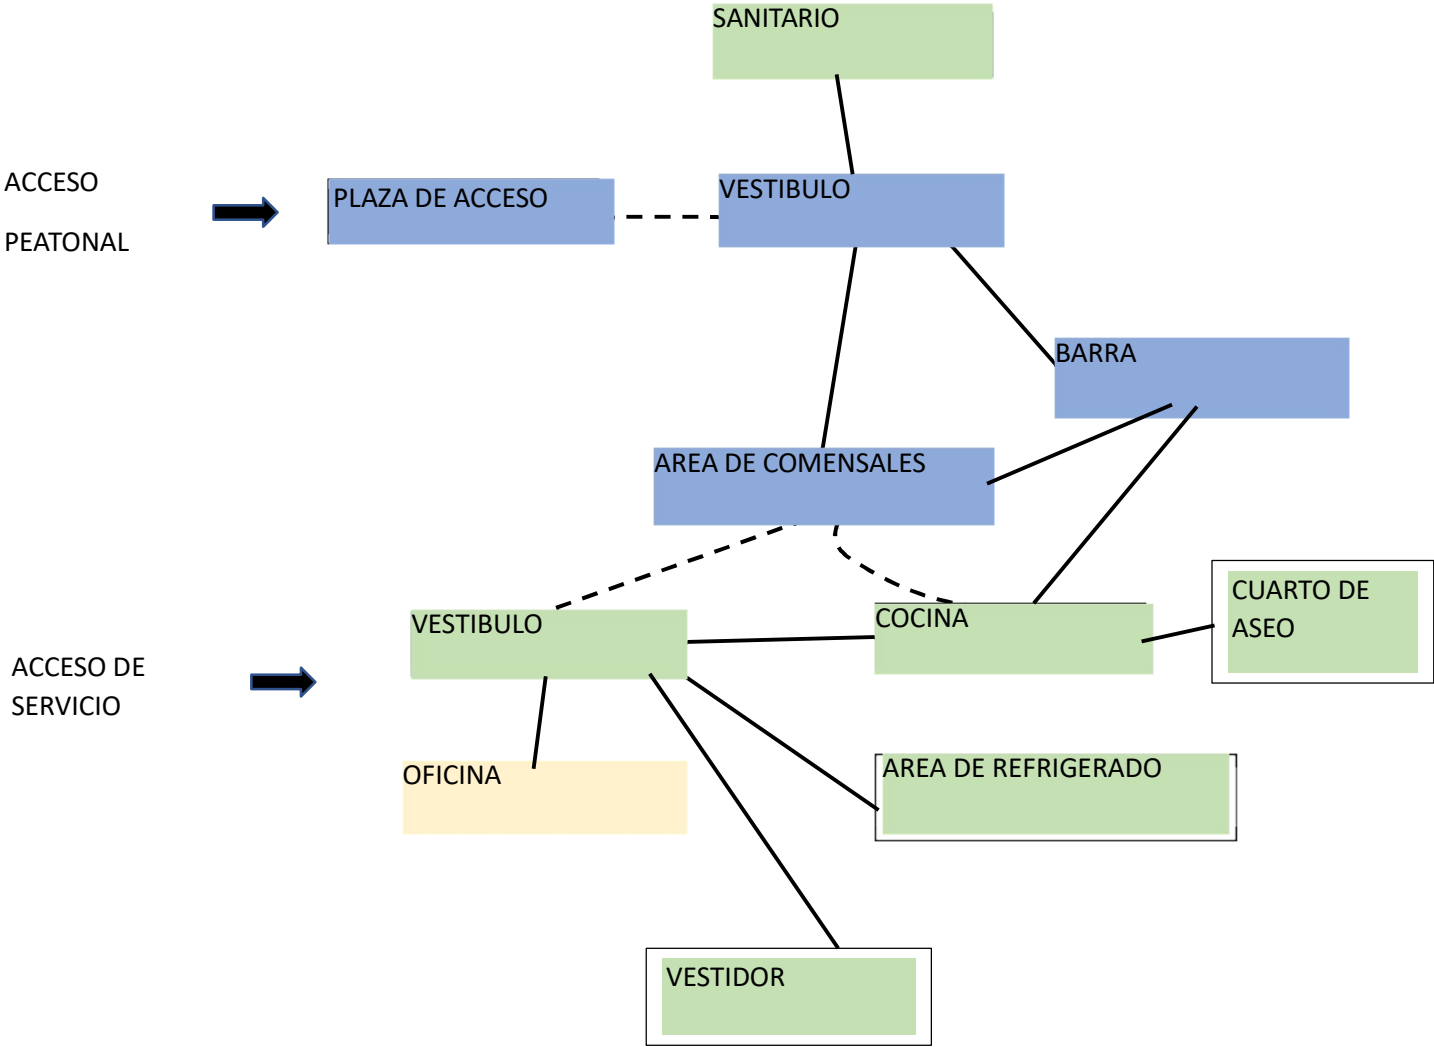 SANITARIO
ACCESO
PEATONAL
PLAZA DE ACCESO
VESTIBULO
BARRA
AREA DE COMENSALES
VESTIBULO
COCINA
CUARTO DE
ASEO
ACCESO DE
SERVICIO
OFICINA
AREA DE REFRIGERADO
VESTIDOR